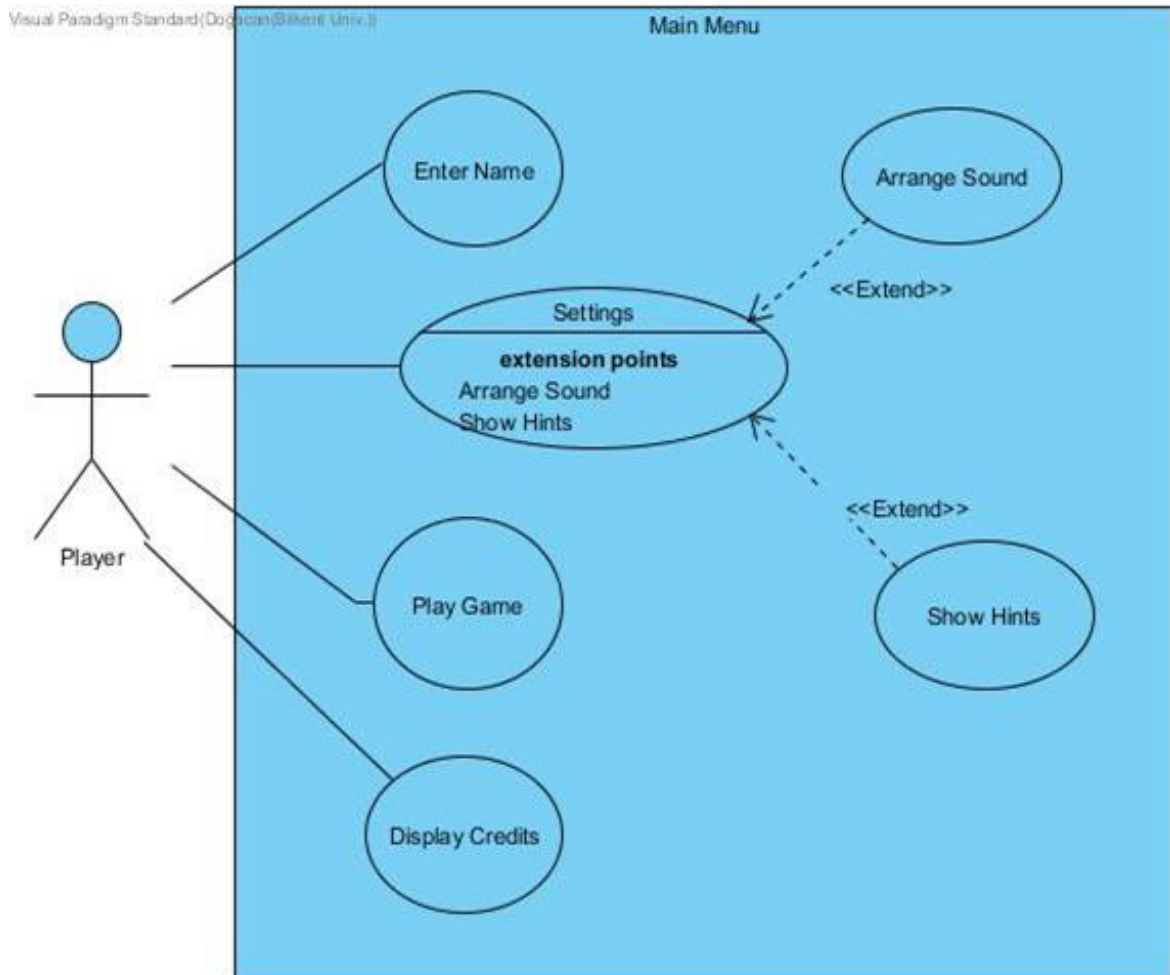 Visual Paradigm Standard(Doğacan(Bilkent Univ.))
Main Menu
Enter Name
Arrange Sound
<<Extend>>
Settings
extension points
Arrange Sound
Show Hints
<<Extend>>
Player
Play Game
Show Hints
Display Credits